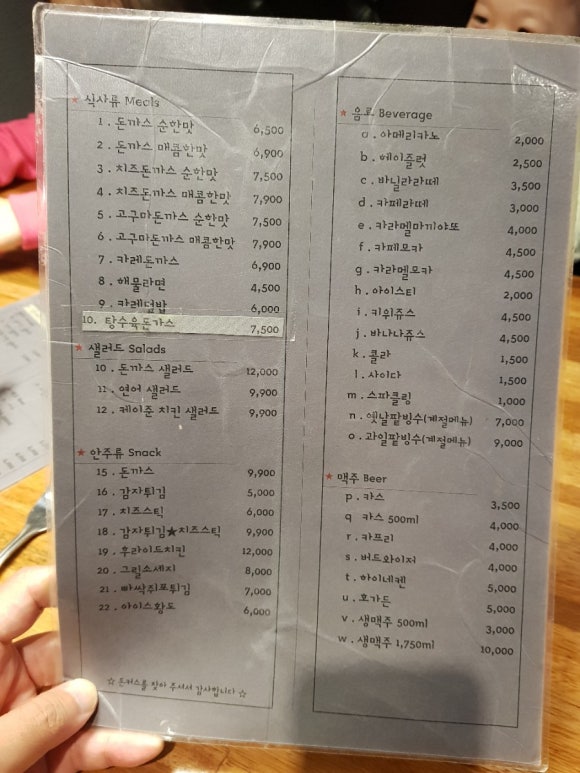 ★ 식사류 Meals
1 . 돈까스 순한맛 6,500
2 . 돈까스 매콤한맛 6,900
3 . 치즈돈까스 순한맛 7,500
4 . 치즈돈까스 매콤한맛 7,900
5 . 고구마돈까스 순한맛 7,500
6 . 고구마돈까스 매콤한맛 7,900
7 . 카레돈까스 6,900
8 . 해물라면 4,500
9 . 카레덮밥 6,000
10. 탕수육돈가스 7,500
★ 샐러드 Salads
10 . 돈까스 샐러드 12,000
11 . 연어 샐러드 9,900
12 . 케이준 치킨 샐러드 9,900
★ 안주류 Snack
15 . 돈까스 9,900
16 . 감자튀김 5,000
17 . 치즈스틱 6,000
18 . 감자튀김★치즈스틱 9,900
19 . 후라이드치킨 12,000
20 . 그릴소세지 8,000
21 . 빠싹쥐포튀김 7,000
22 . 아이스황도 6,000
☆ 돈커스를 찾아 주셔서 감사합니다 ☆
★ 음료 Beverage
a . 아메리카노 2,000
b . 헤이즐럿 2,500
c . 바닐라라떼 3,500
d . 카페라떼 3,000
e . 카라멜마끼야또 4,000
f . 카페모카 4,500
g . 카라멜모카 4,500
h . 아이스티 2,000
i . 키위쥬스 4,500
j . 바나나쥬스 4,500
k . 콜라 1,500
l . 사이다 1,500
m . 스파클링 1,000
n . 옛날팥빙수(계절메뉴) 7,000
o . 과일팥빙수(계절메뉴) 9,000
★ 맥주 Beer
p . 카스 3,500
q 카스 500ml 4,000
r . 카프리 4,000
s . 버드와이저 4,000
t . 하이네켄 5,000
u . 호가든 5,000
v . 생맥주 500ml 3,000
w . 생맥주 1,750ml 10,000